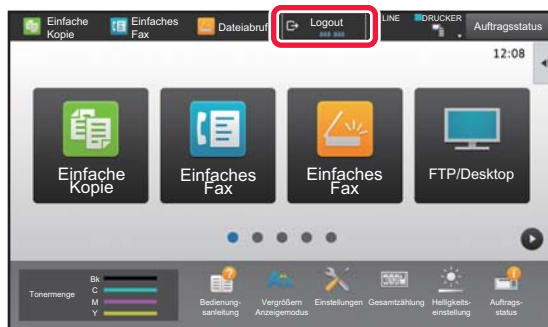 Einfache
Kopie
Einfaches
Fax
Dateiabruf
Logout
LINE
DRUCKER
Auftragsstatus
12:08
Einfache
Kopie
Einfaches
Fax
Einfaches
Fax
FTP/Desktop
Tonermenge
Bk
C
M
Y
Bedienung-
sanleitung
Vergrößern
Anzeigemodus
Einstellungen
Gesamtzählung
Helligkeits-
einstellung
Auftrags-
status